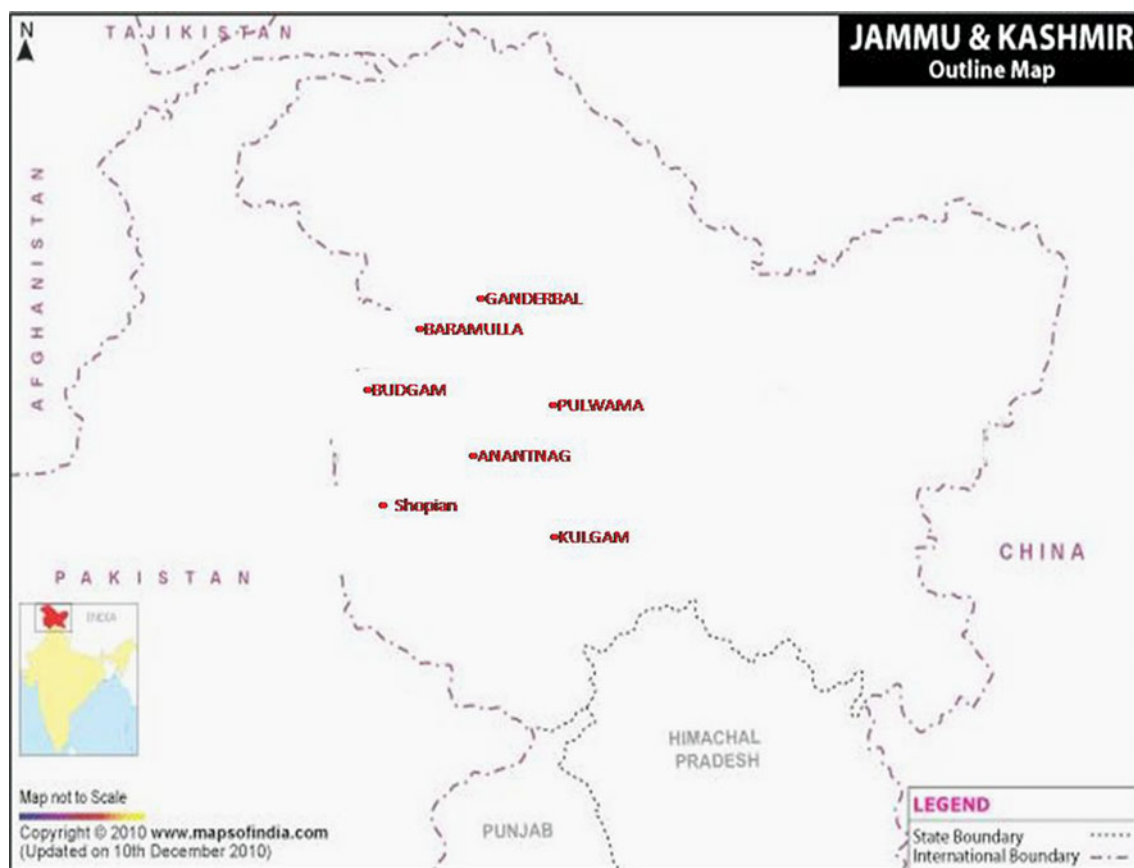 N
TAJIKISTAN
JAMMU & KASHMIR
Outline Map
AFGHANISTAN
GANDERBAL
BARAMULLA
BUDGAM
PULWAMA
ANANTNAG
Shopian
KULGAM
CHINA
PAKISTAN
INDIA
HIMACHAL
PRADESH
PUNJAB
Map not to Scale
Copyright © 2010 www.mapsofindia.com
(Updated on 10th December 2010)
LEGEND
State Boundary
International Boundary